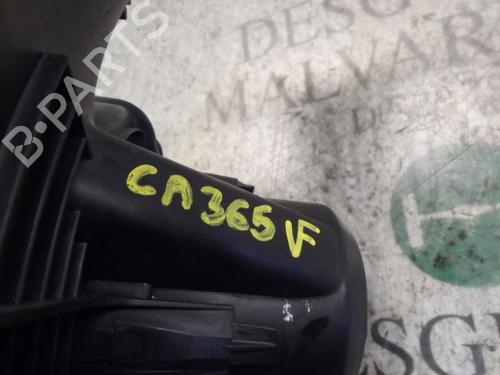 B-PARTS
DESG
MALVAR
CA365 VF
DESG